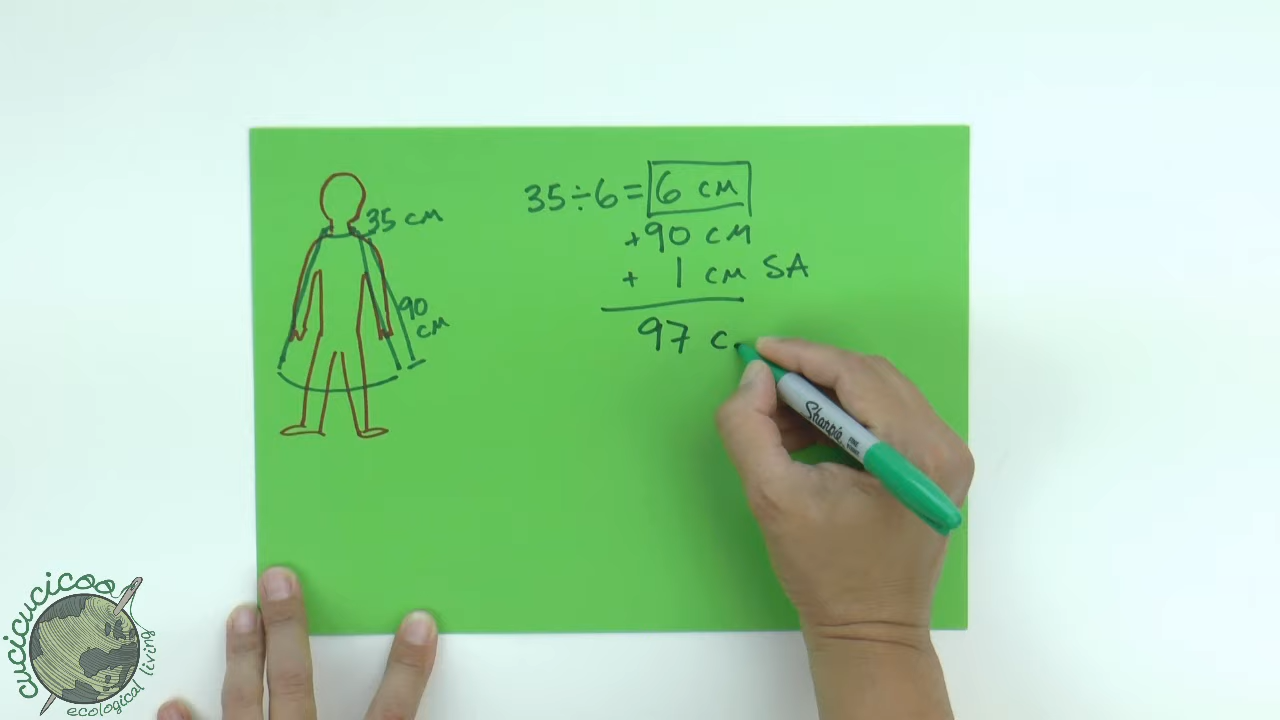 35 cm
90
cm
35÷6= 6 cm
+90 cm
+ 1 cm SA
97 c
Sharpie
cucicucicoo
ecological living